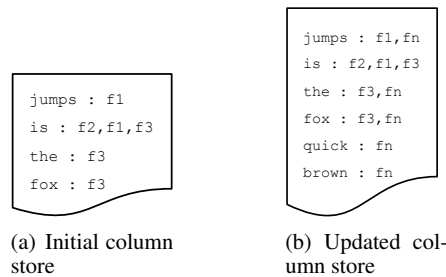 jumps : f1
is : f2,f1,f3
the : f3
fox : f3
(a) Initial column
store
jumps : f1,fn
is : f2,f1,f3
the : f3,fn
fox : f3,fn
quick : fn
brown : fn
(b) Updated col-
umn store